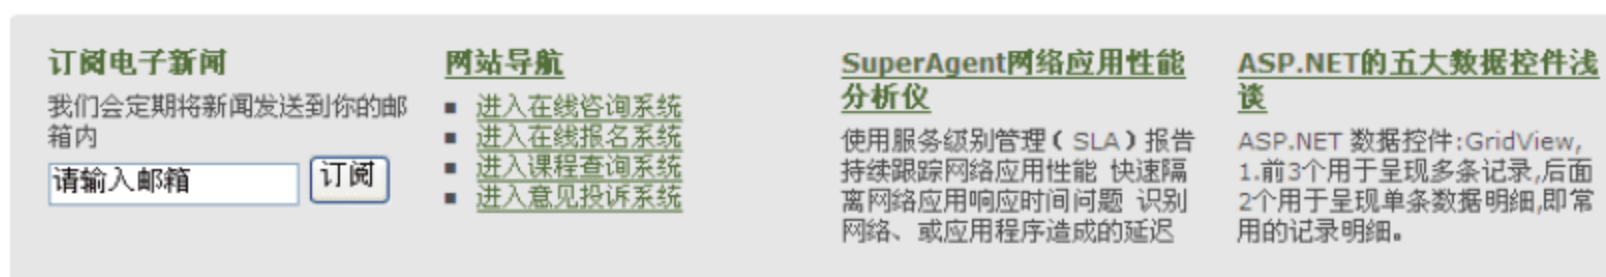 订阅电子新闻
我们会定期将新闻发送到你的邮
箱内
请输入邮箱
订阅
网站导航
进入在线咨询系统
进入在线报名系统
进入课程查询系统
进入意见投诉系统
SuperAgent网络应用性能
分析仪
使用服务级别管理（SLA）报告
持续跟踪网络应用性能 快速隔
离网络应用响应时间问题 识别
网络、或应用程序造成的延迟
ASP.NET的五大数据控件浅
谈
ASP.NET 数据控件:GridView,
1.前3个用于呈现多条记录,后面
2个用于呈现单条数据明细,即常
用的记录明细。